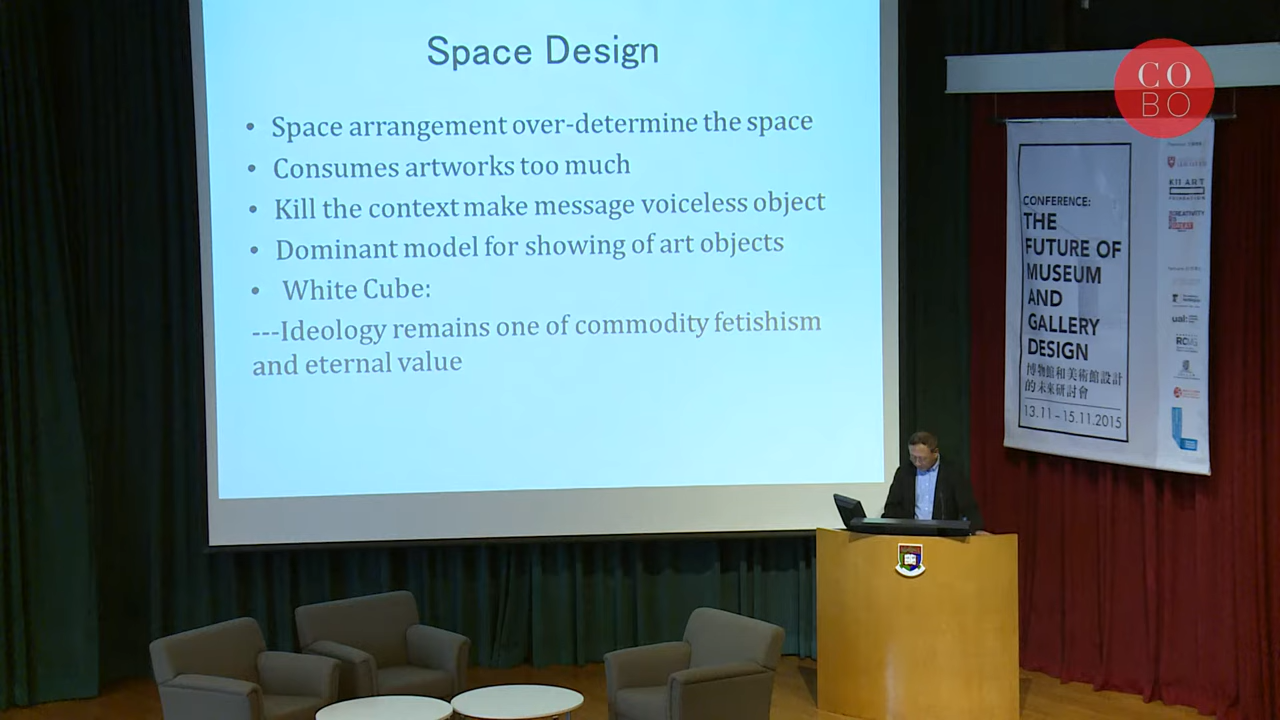 Space Design
• Space arrangement over-determine the space
• Consumes artworks too much
• Kill the context make message voiceless object
• Dominant model for showing of art objects
• White Cube:
---Ideology remains one of commodity fetishism
and eternal value
CO
BO
CONFERENCE:
THE
FUTURE OF
MUSEUM
AND
GALLERY
DESIGN
博物館和美術館設計
的未來研討會
13.11 – 15.11.2015
K11 ART
ual:
RCMG